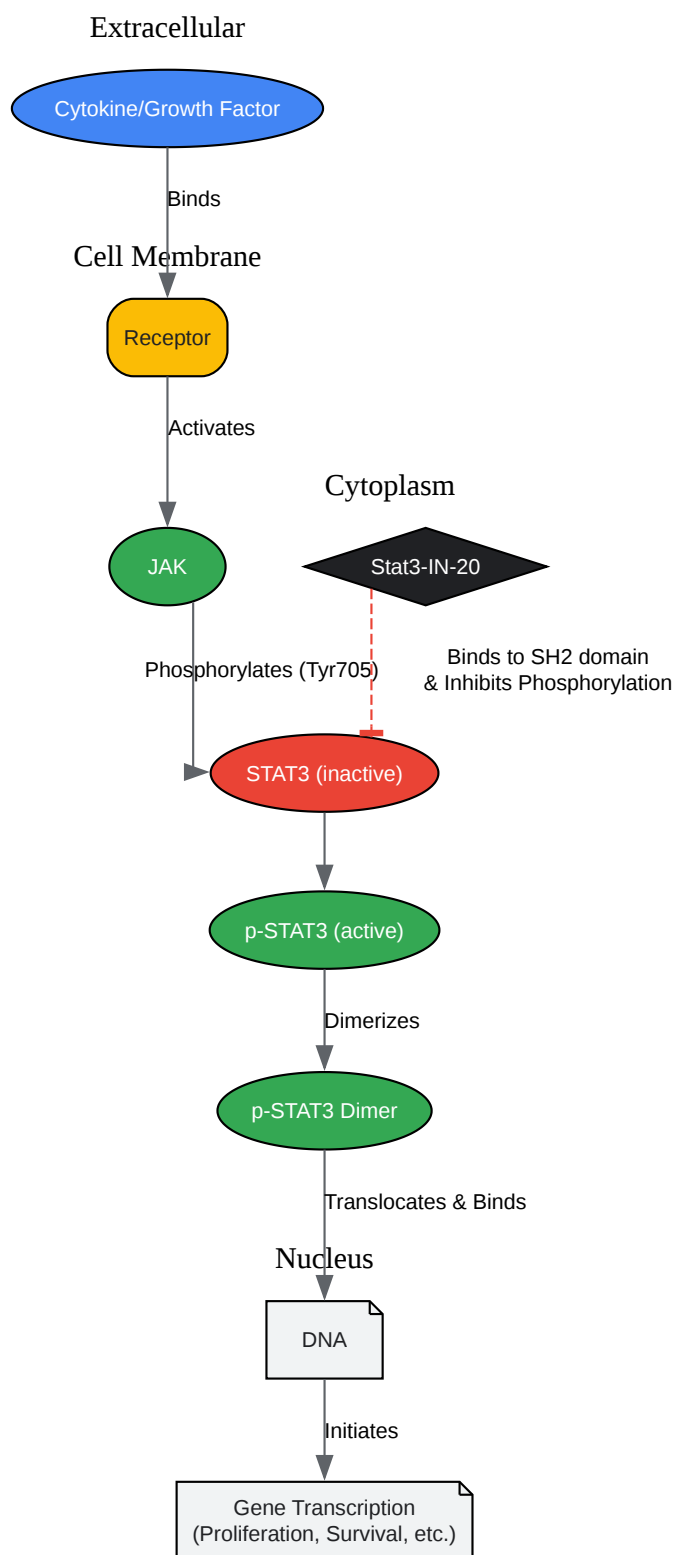 Extracellular
Cytokine/Growth Factor
Binds
Cell Membrane
Receptor
Activates
Cytoplasm
JAK
Stat3-IN-20
Phosphorylates (Tyr705)
Binds to SH2 domain
& Inhibits Phosphorylation
STAT3 (inactive)
p-STAT3 (active)
Dimerizes
p-STAT3 Dimer
Translocates & Binds
Nucleus
DNA
Initiates
Gene Transcription
(Proliferation, Survival, etc.)